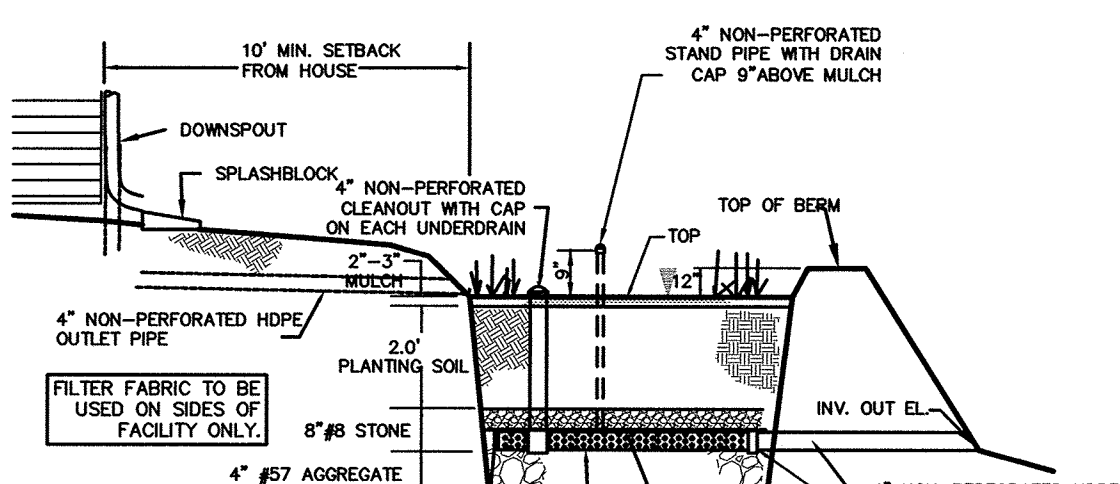 4" NON-PERFORATED
STAND PIPE WITH DRAIN
CAP 9"ABOVE MULCH
10' MIN. SETBACK
FROM HOUSE
DOWNSPOUT
SPLASHBLOCK
4" NON-PERFORATED
CLEANOUT WITH CAP
ON EACH UNDERDRAIN
TOP OF BERM
TOP
2"-3"
MULCH
9"
12"
4" NON-PERFORATED HDPE
OUTLET PIPE
2.0'
PLANTING SOIL
FILTER FABRIC TO BE
USED ON SIDES OF
FACILITY ONLY.
INV. OUT EL.
8"#8 STONE
4" #57 AGGREGATE